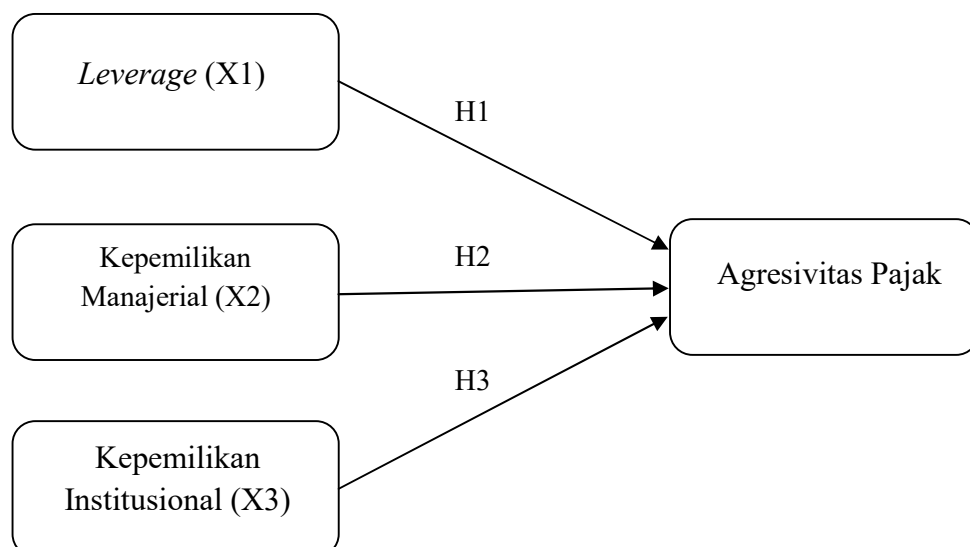 Leverage (X1)
H1
Kepemilikan
Manajerial (X2)
H2
Agresivitas Pajak
H3
Kepemilikan
Institusional (X3)